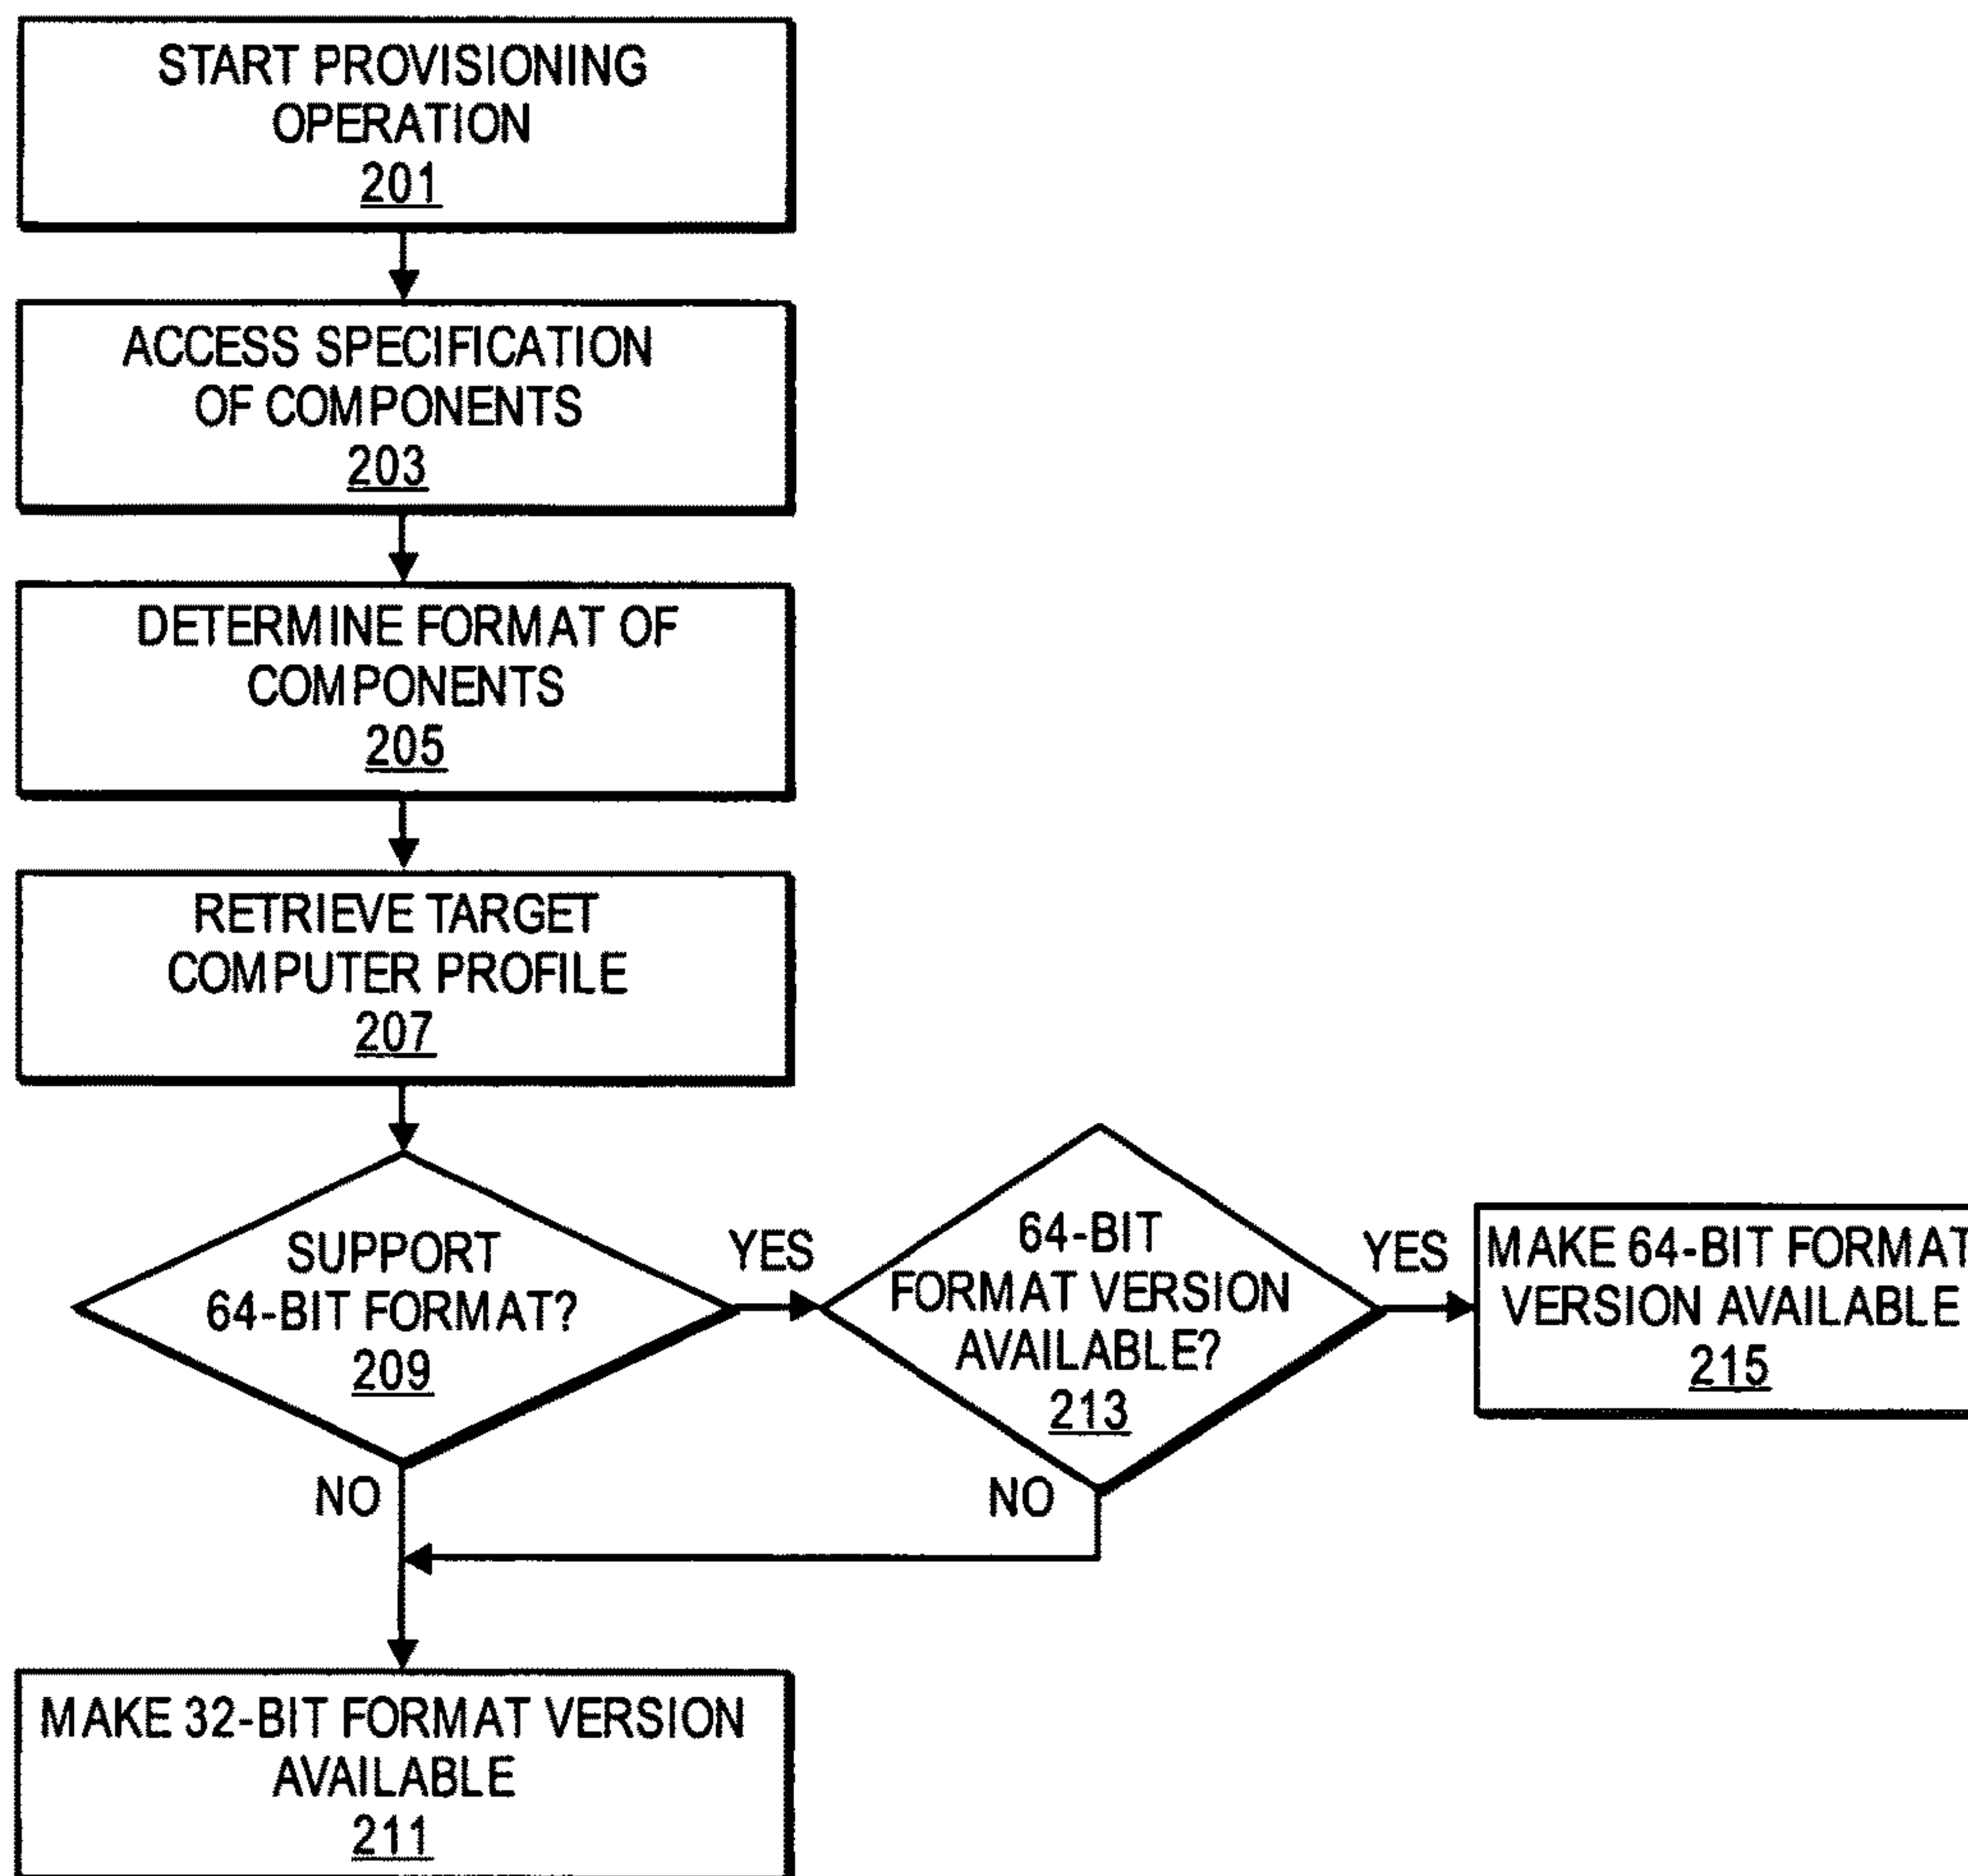 START PROVISIONING
OPERATION
201
ACCESS SPECIFICATION
OF COMPONENTS
203
DETERMINE FORMAT OF
COMPONENTS
205
RETRIEVE TARGET
COMPUTER PROFILE
207
SUPPORT
64-BIT FORMAT?
209
YES
NO
64-BIT
FORMAT VERSION
AVAILABLE?
213
YES
NO
MAKE 64-BIT FORMAT
VERSION AVAILABLE
215
MAKE 32-BIT FORMAT VERSION
AVAILABLE
211